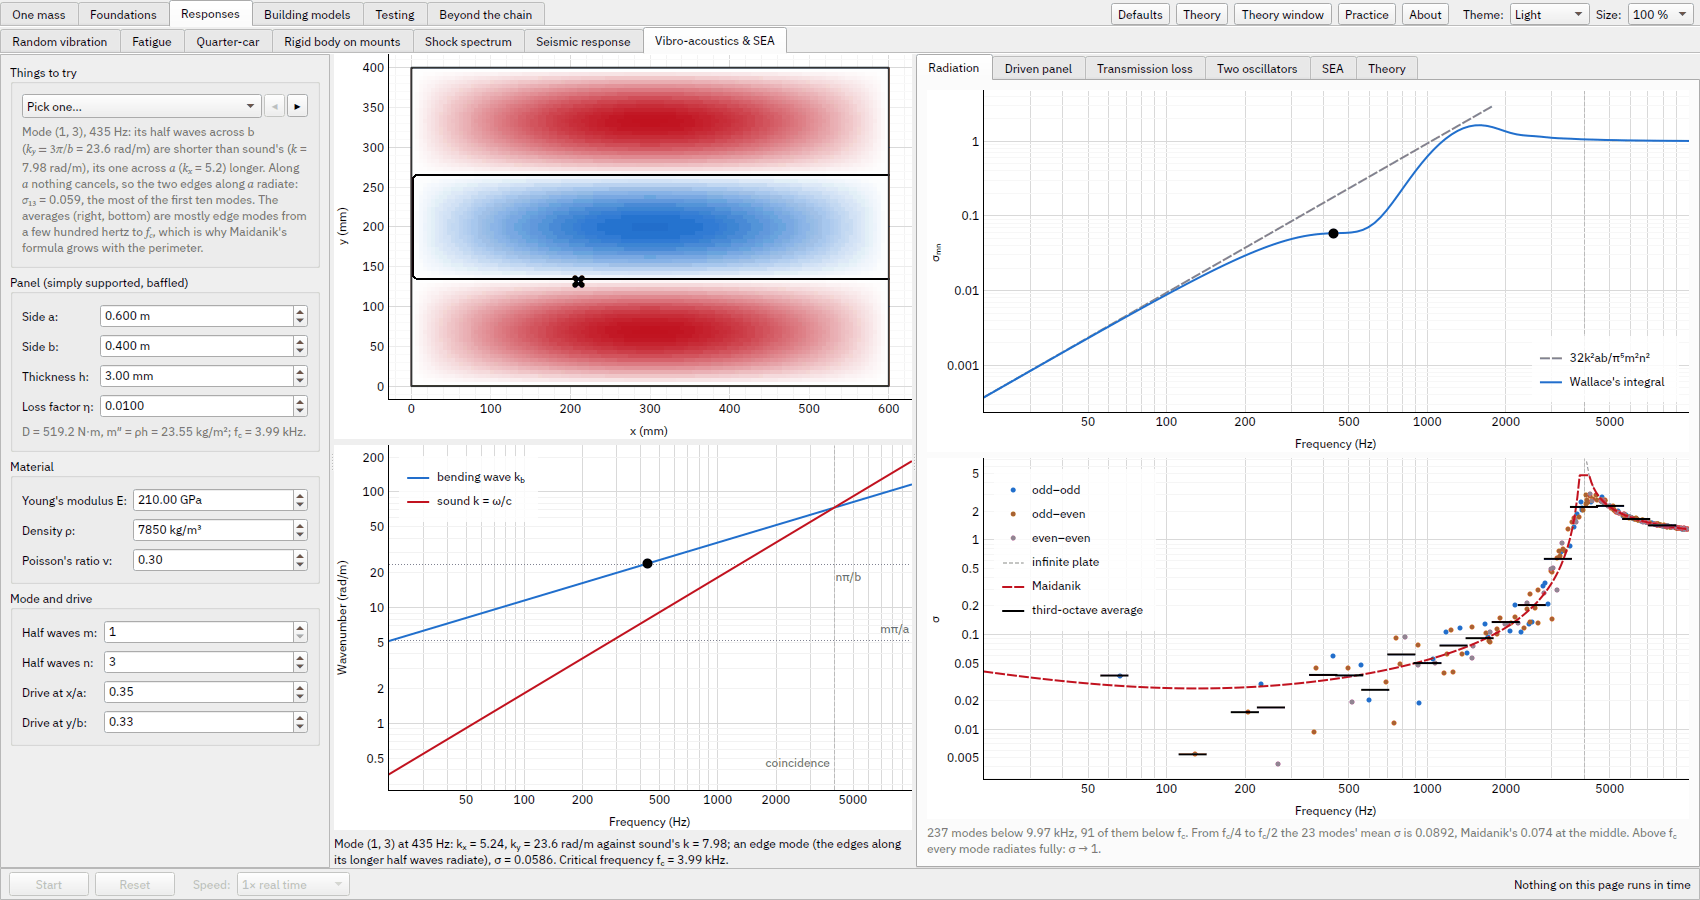 One mass Foundations Responses Building models Testing Beyond the chain Defaults Theory Theory window Practice About Theme: Light Size: 100 %
Random vibration Fatigue Quarter-car Rigid body on mounts Shock spectrum Seismic response Vibro-acoustics & SEA
Things to try
Pick one...
Mode (1, 3), 435 Hz: its half waves across b
(kᵧ = 3π/b = 23.6 rad/m) are shorter than sound's (k =
7.98 rad/m), its one across a (kₓ = 5.2) longer. Along
a nothing cancels, so the two edges along a radiate:
σ₁₃ = 0.059, the most of the first ten modes. The
averages (right, bottom) are mostly edge modes from
a few hundred hertz to f_c, which is why Maidanik's
formula grows with the perimeter.
Panel (simply supported, baffled)
Side a: 0.600 m
Side b: 0.400 m
Thickness h: 3.00 mm
Loss factor η: 0.0100
D = 519.2 N·m, m″ = ρh = 23.55 kg/m²; f_c = 3.99 kHz.
Material
Young's modulus E: 210.00 GPa
Density ρ: 7850 kg/m³
Poisson's ratio ν: 0.30
Mode and drive
Half waves m: 1
Half waves n: 3
Drive at x/a: 0.35
Drive at y/b: 0.33
400
350
300
250
200
150
100
50
0
y (mm)
0 100 200 300 400 500 600
x (mm)
200
100
50
20
10
5
2
1
0.5
Wavenumber (rad/m)
bending wave k_b
sound k = ω/c
nπ/b
mπ/a
coincidence
50 100 200 500 1000 2000 5000
Frequency (Hz)
Mode (1, 3) at 435 Hz: kₓ = 5.24, kᵧ = 23.6 rad/m against sound's k = 7.98; an edge mode (the edges along
its longer half waves radiate), σ = 0.0586. Critical frequency f_c = 3.99 kHz.
Radiation Driven panel Transmission loss Two oscillators SEA Theory
1
0.1
0.01
0.001
σₘₙ
32k²ab/π⁵m²n²
Wallace's integral
50 100 200 500 1000 2000 5000
Frequency (Hz)
5
2
1
0.5
0.2
0.1
0.05
0.02
0.01
0.005
σ
odd–odd
odd–even
even–even
infinite plate
Maidanik
third-octave average
50 100 200 500 1000 2000 5000
Frequency (Hz)
237 modes below 9.97 kHz, 91 of them below f_c. From f_c/4 to f_c/2 the 23 modes' mean σ is 0.0892, Maidanik's 0.074 at the middle. Above f_c
every mode radiates fully: σ → 1.
Start Reset Speed: 1× real time Nothing on this page runs in time